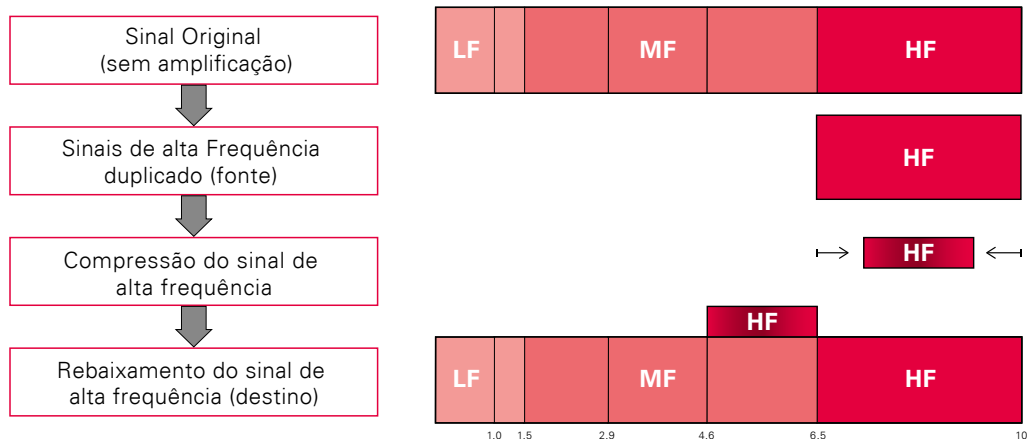 Sinal Original
(sem amplificação)
LF
MF
HF
Sinais de alta Frequência
duplicado (fonte)
HF
Compressão do sinal de
alta frequência
HF
HF
Rebaixamento do sinal de
alta frequência (destino)
LF
MF
HF
1.0 1.5 2.9 4.6 6.5 10